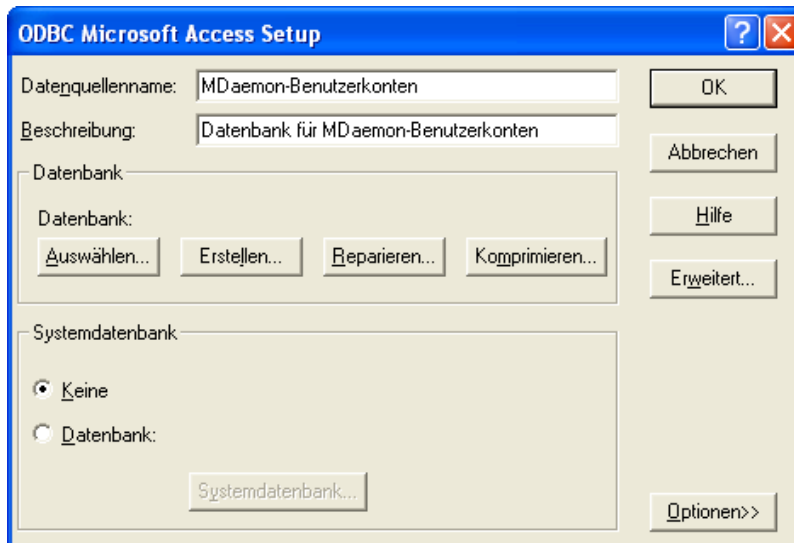 ODBC Microsoft Access Setup
Datenquellenname: MDaemon-Benutzerkonten
OK
Beschreibung: Datenbank für MDaemon-Benutzerkonten
Abbrechen
Datenbank
Datenbank:
Hilfe
Auswählen... Erstellen... Reparieren... Komprimieren...
Erweitert...
Systemdatenbank
Keine
Datenbank:
Systemdatenbank...
Optionen>>